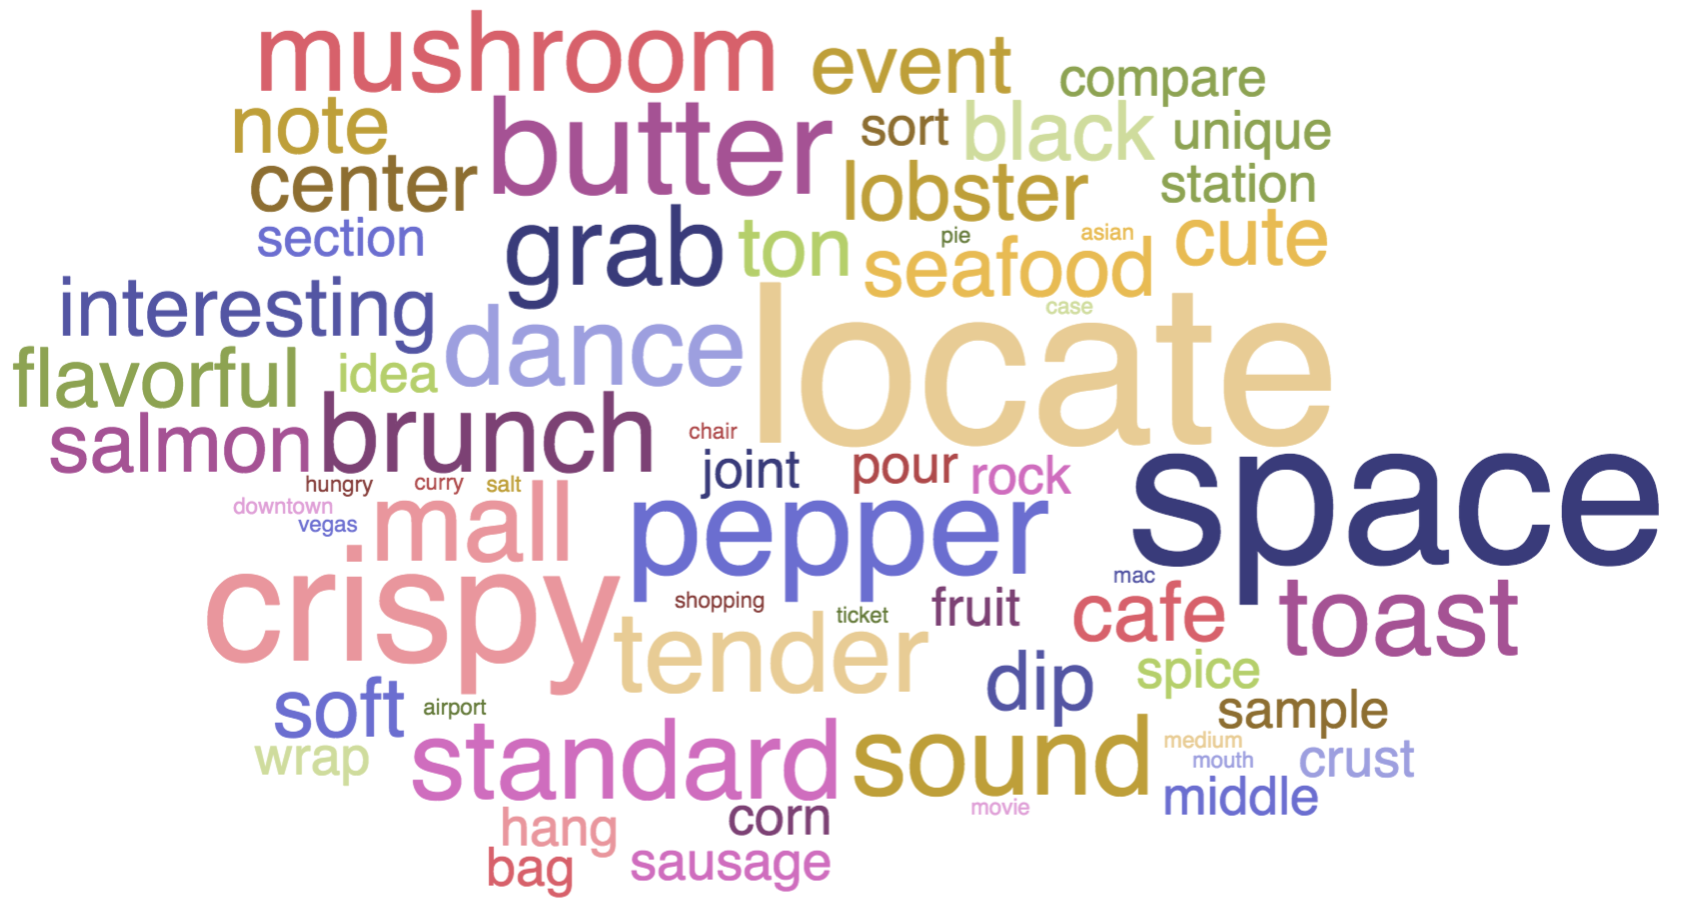 mushroom
event
compare
note
butter
sort
black
unique
center
lobster
station
section
grab
ton
pie
asian
cute
seafood
interesting
case
dance
locate
flavorful
idea
salmon
brunch
chair
joint
pour
rock
space
hungry
curry
salt
downtown
vegas
mall
pepper
crispy
mac
shopping
ticket
fruit
cafe
toast
tender
soft
airport
dip
spice
sample
wrap
standard
sound
medium
mouth
crust
movie
middle
hang
corn
bag
sausage